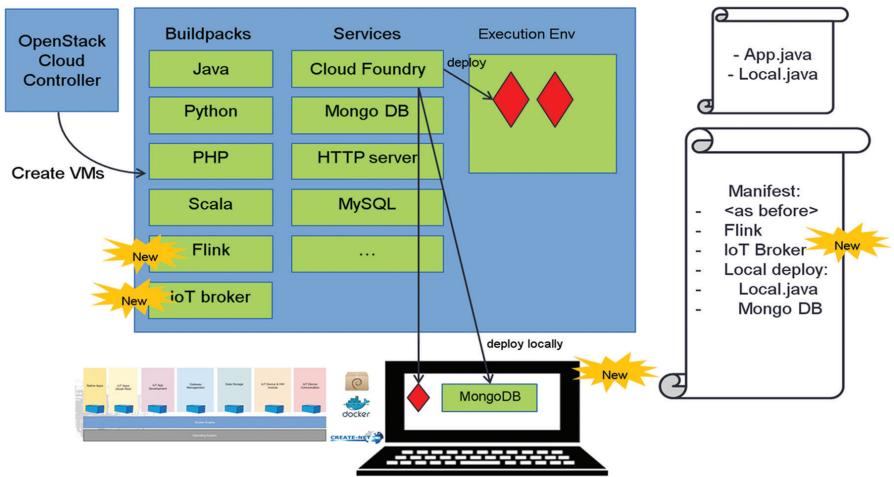 OpenStack
Cloud
Controller
Create VMs
Buildpacks
Java
Python
PHP
Scala
New
Flink
New
ioT broker
Services
Cloud Foundry
Mongo DB
HTTP server
MySQL
…
Execution Env
deploy
deploy locally
- App.java
- Local.java
Manifest:
- <as before>
- Flink
- IoT Broker
New
- Local deploy:
- Local.java
- Mongo DB
New
MongoDB
docker
CREATE-NET